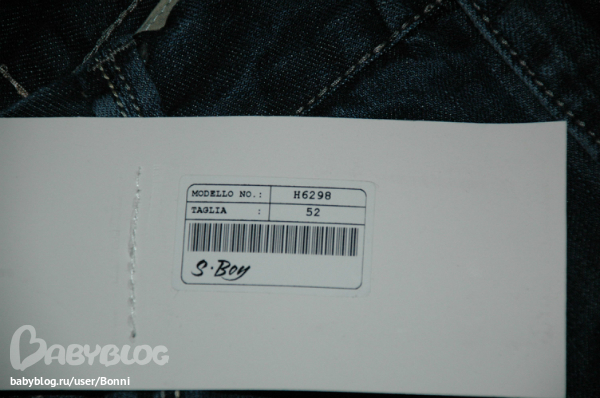 MODELLO NO.: H6298
TAGLIA : 52
S.Boy
BABYBLOG
babyblog.ru/user/Bonni